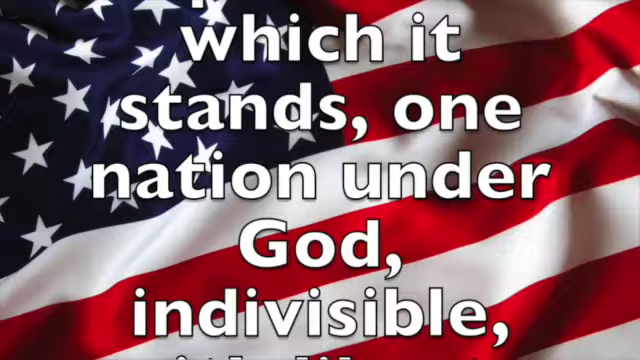 which it
stands, one
nation under
God,
indivisible,